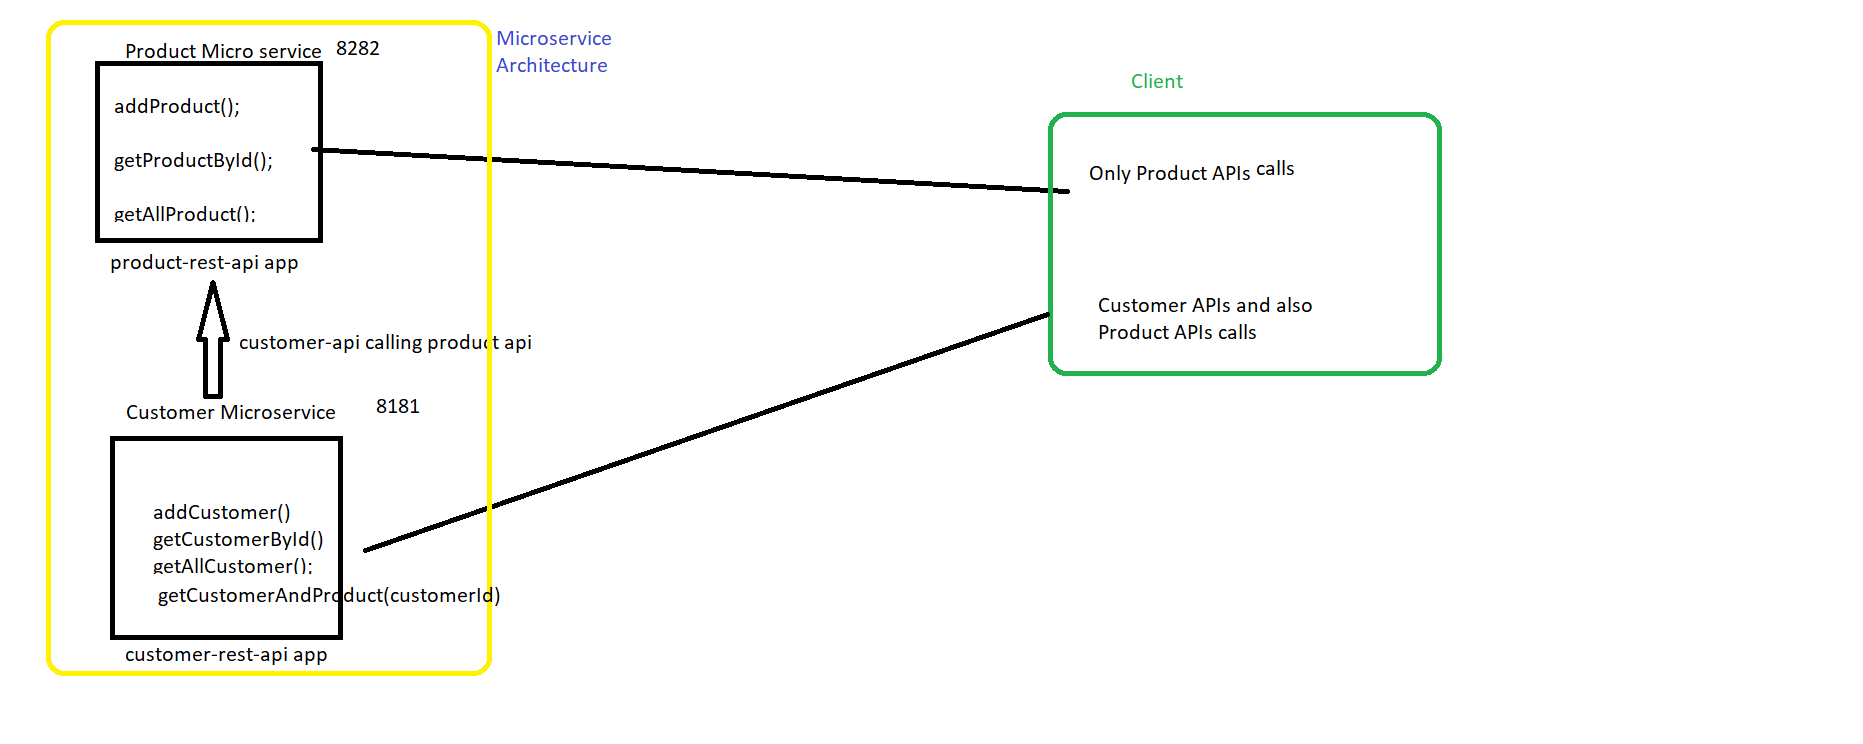 Product Micro service 8282
addProduct();
getProductById();
getAllProduct();
product-rest-api app
customer-api calling product api
Customer Microservice 8181
addCustomer()
getCustomerById()
getAllCustomer();
getCustomerAndProduct(customerId)
customer-rest-api app
Microservice
Architecture
Client
Only Product APIs calls
Customer APIs and also
Product APIs calls